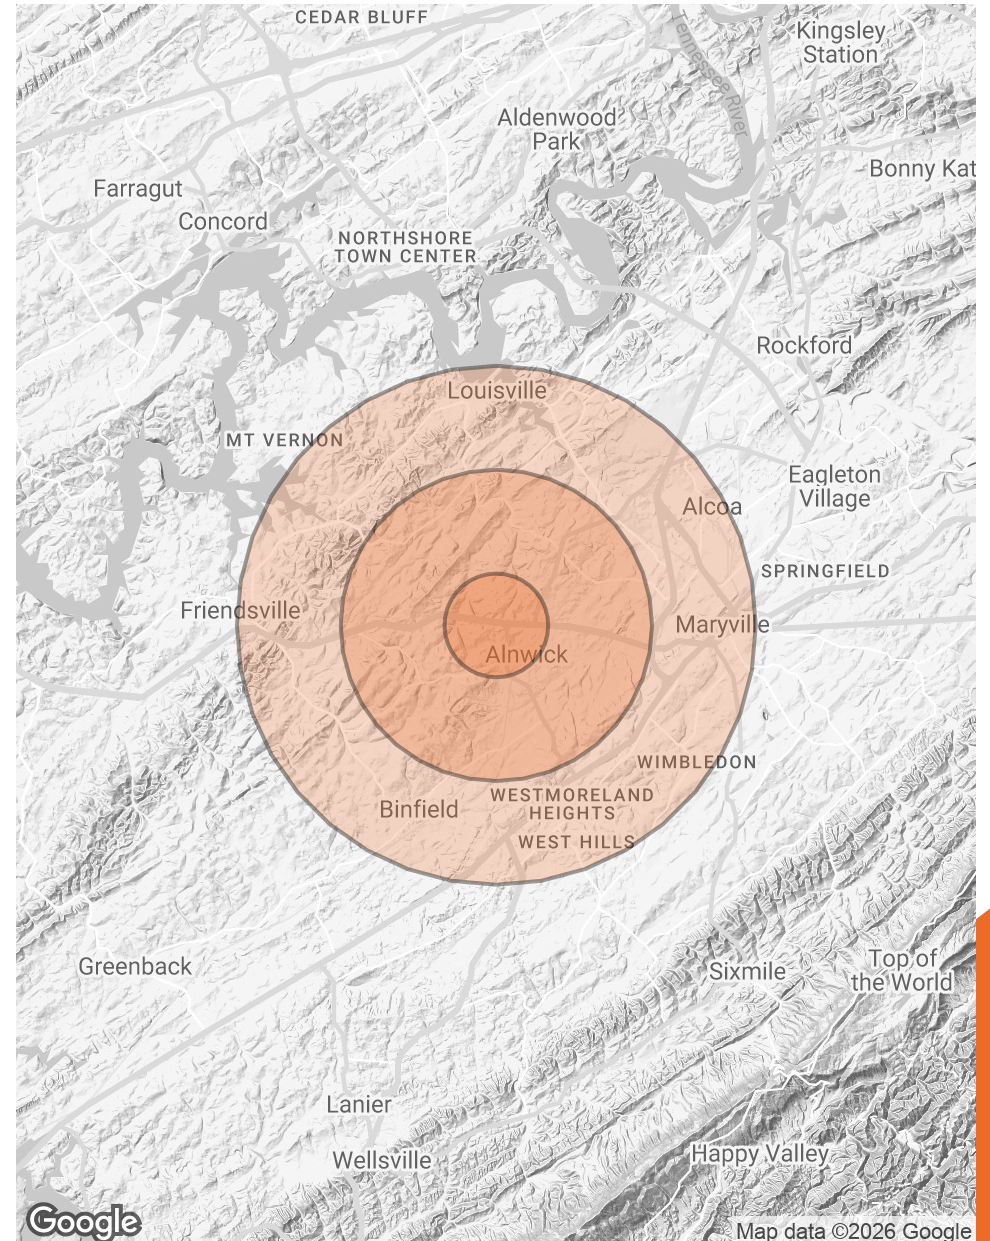 CEDAR BLUFF
Kingsley
Station
Tennessee River
Aldenwood
Park
Bonny Kat
Farragut
Concord
NORTHSHORE
TOWN CENTER
Rockford
Louisville
MT VERNON
Eagleton
Village
Alcoa
SPRINGFIELD
Friendsville
Maryville
Alnwick
WIMBLEDON
WESTMORELAND
HEIGHTS
Binfield
WEST HILLS
Greenback
Sixmile
Top of
the World
Lanier
Happy Valley
Wellsville
Google
Map data ©2026 Google